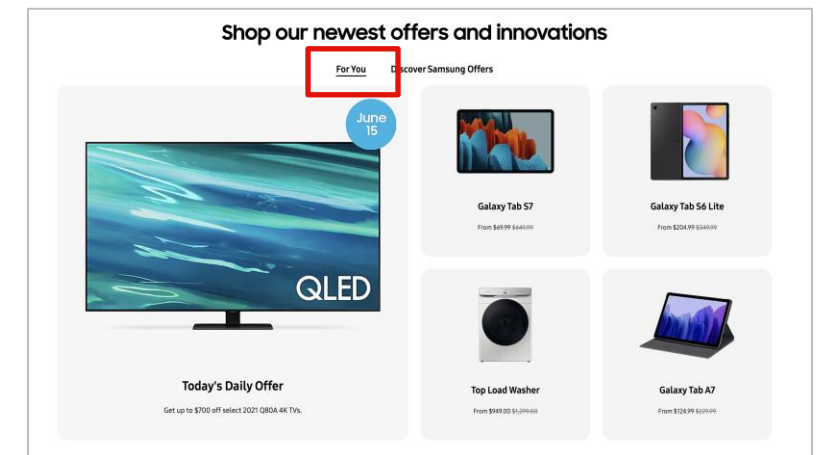 Shop our newest offers and innovations
For You
Discover Samsung Offers
June
15
QLED
Today's Daily Offer
Get up to $700 off select 2021 Q80A 4K TVs.
Galaxy Tab S7
From $69.99 $649.99
Galaxy Tab S6 Lite
From $204.99 $349.99
Top Load Washer
From $949.00 $1,299.00
Galaxy Tab A7
From $124.99 $229.99